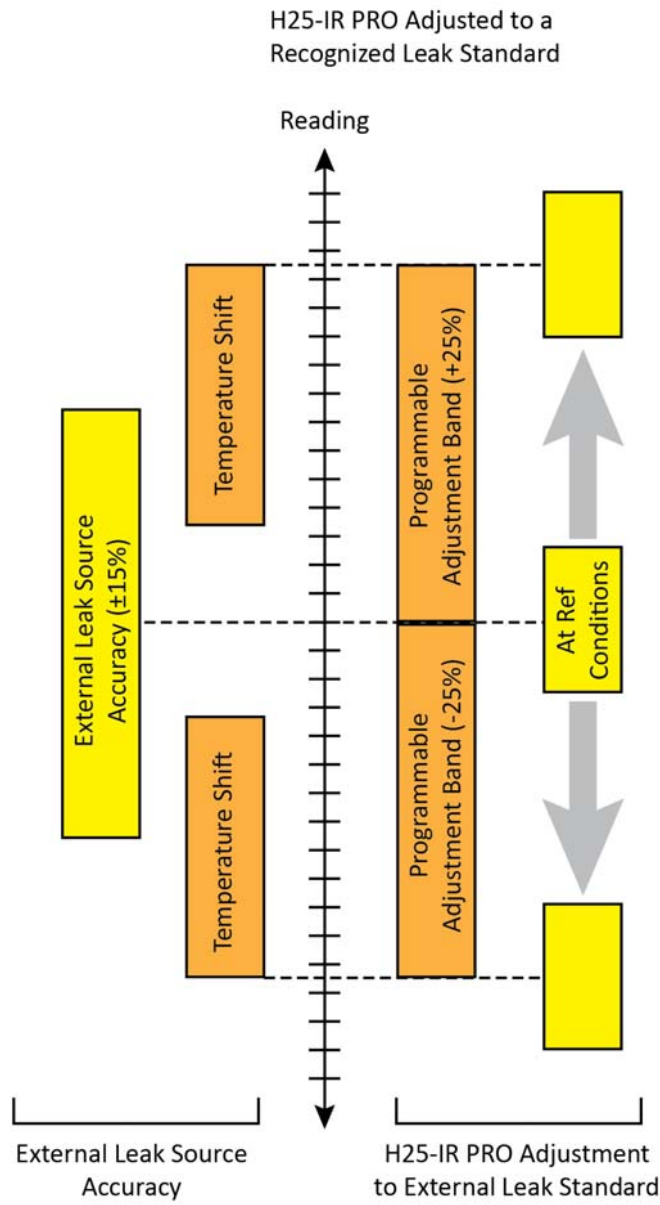 H25-IR PRO Adjusted to a
Recognized Leak Standard
Reading
Temperature Shift
Programmable
Adjustment Band (+25%)
External Leak Source
Accuracy (±15%)
At Ref
Conditions
Temperature Shift
Programmable
Adjustment Band (-25%)
External Leak Source
Accuracy
H25-IR PRO Adjustment
to External Leak Standard